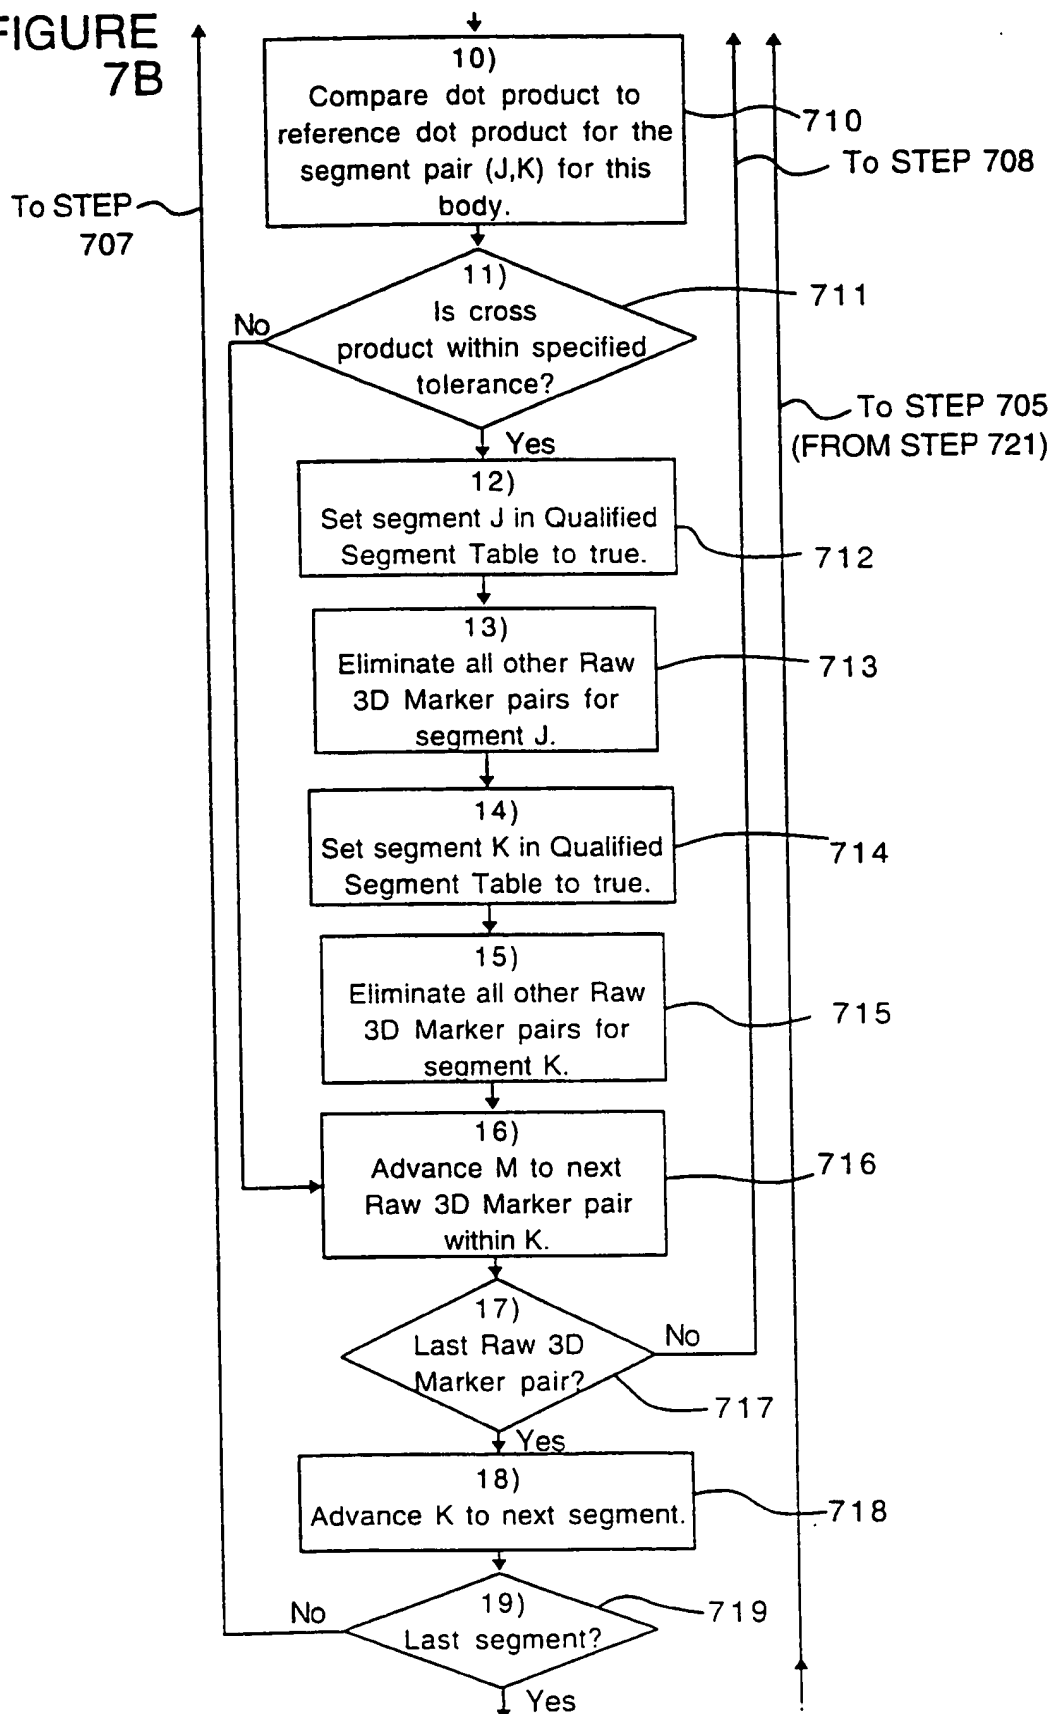 FIGURE
7B
10)
Compare dot product to
reference dot product for the
segment pair (J,K) for this
body.
710
To STEP 708
To STEP
707
11)
Is cross
product within specified
tolerance?
711
No
Yes
To STEP 705
(FROM STEP 721)
12)
Set segment J in Qualified
Segment Table to true.
712
13)
Eliminate all other Raw
3D Marker pairs for
segment J.
713
14)
Set segment K in Qualified
Segment Table to true.
714
15)
Eliminate all other Raw
3D Marker pairs for
segment K.
715
16)
Advance M to next
Raw 3D Marker pair
within K.
716
17)
Last Raw 3D
Marker pair?
No
717
Yes
18)
Advance K to next segment.
718
19)
Last segment?
No
719
Yes